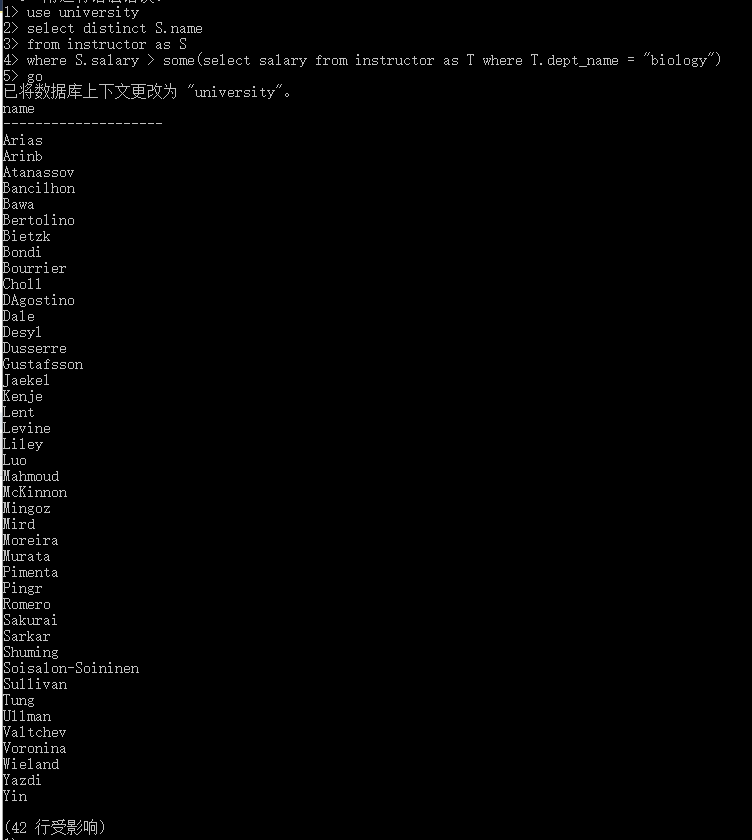 1> use university
2> select distinct S.name
3> from instructor as S
4> where S.salary > some(select salary from instructor as T where T.dept_name = "biology")
5> go
已将数据库上下文更改为 "university"。
name
--------------------
Arias
Arinb
Atanassov
Bancilhon
Bawa
Bertolino
Bietzk
Bondi
Bourrier
Choll
DAgostino
Dale
Desyl
Dusserre
Gustafsson
Jaekel
Kenje
Lent
Levine
Liley
Luo
Mahmoud
McKinnon
Mingoz
Mird
Moreira
Murata
Pimenta
Pingr
Romero
Sakurai
Sarkar
Shuming
Soisalon-Soininen
Sullivan
Tung
Ullman
Valtchev
Voronina
Wieland
Yazdi
Yin
(42 行受影响)